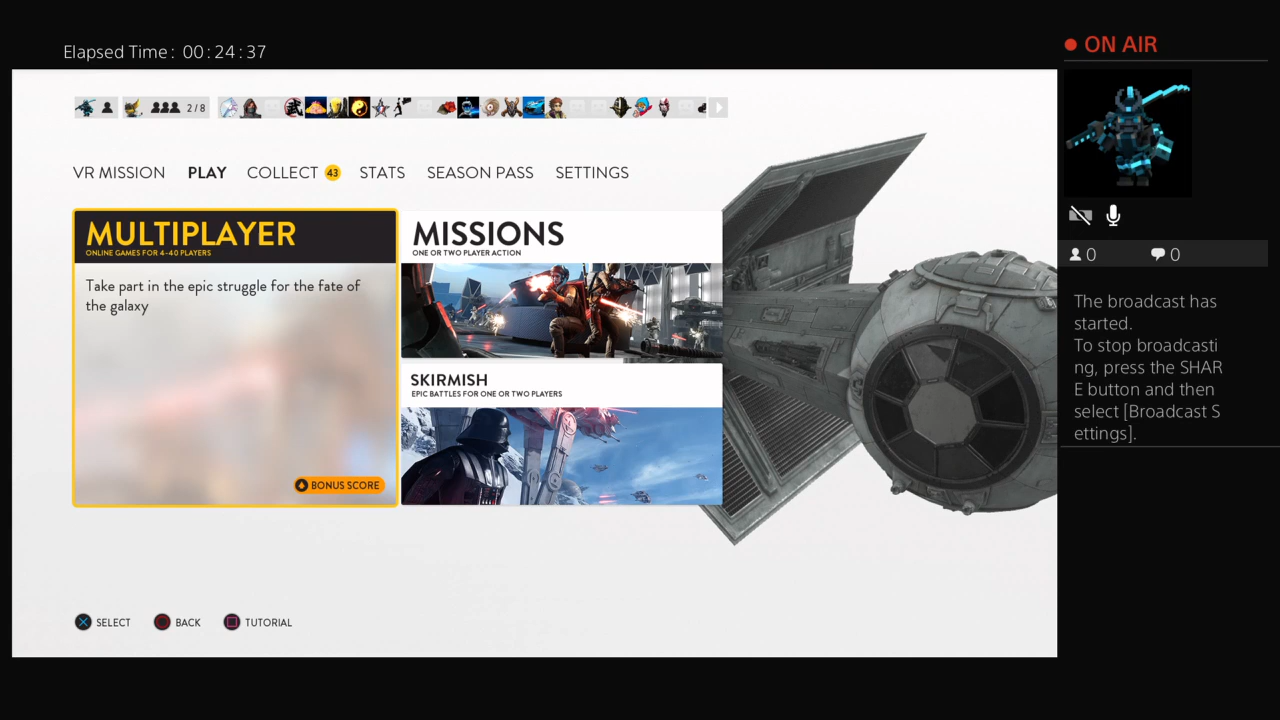 Elapsed Time: 00:24:37
ON AIR
2/8
VR MISSION PLAY COLLECT 43 STATS SEASON PASS SETTINGS
MULTIPLAYER
ONLINE GAMES FOR 4-40 PLAYERS
Take part in the epic struggle for the fate of
the galaxy
BONUS SCORE
MISSIONS
ONE OR TWO PLAYER ACTION
SKIRMISH
EPIC BATTLES FOR ONE OR TWO PLAYERS
SELECT BACK TUTORIAL
0 0
The broadcast has
started.
To stop broadcasti
ng, press the SHAR
E button and then
select [Broadcast S
ettings].